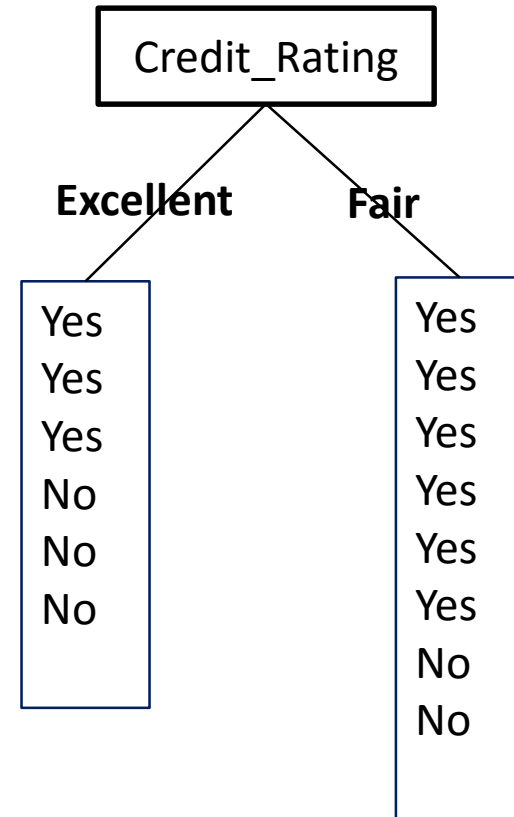 Credit_Rating
Excellent
Fair
Yes
Yes
Yes
No
No
No
Yes
Yes
Yes
Yes
Yes
Yes
No
No